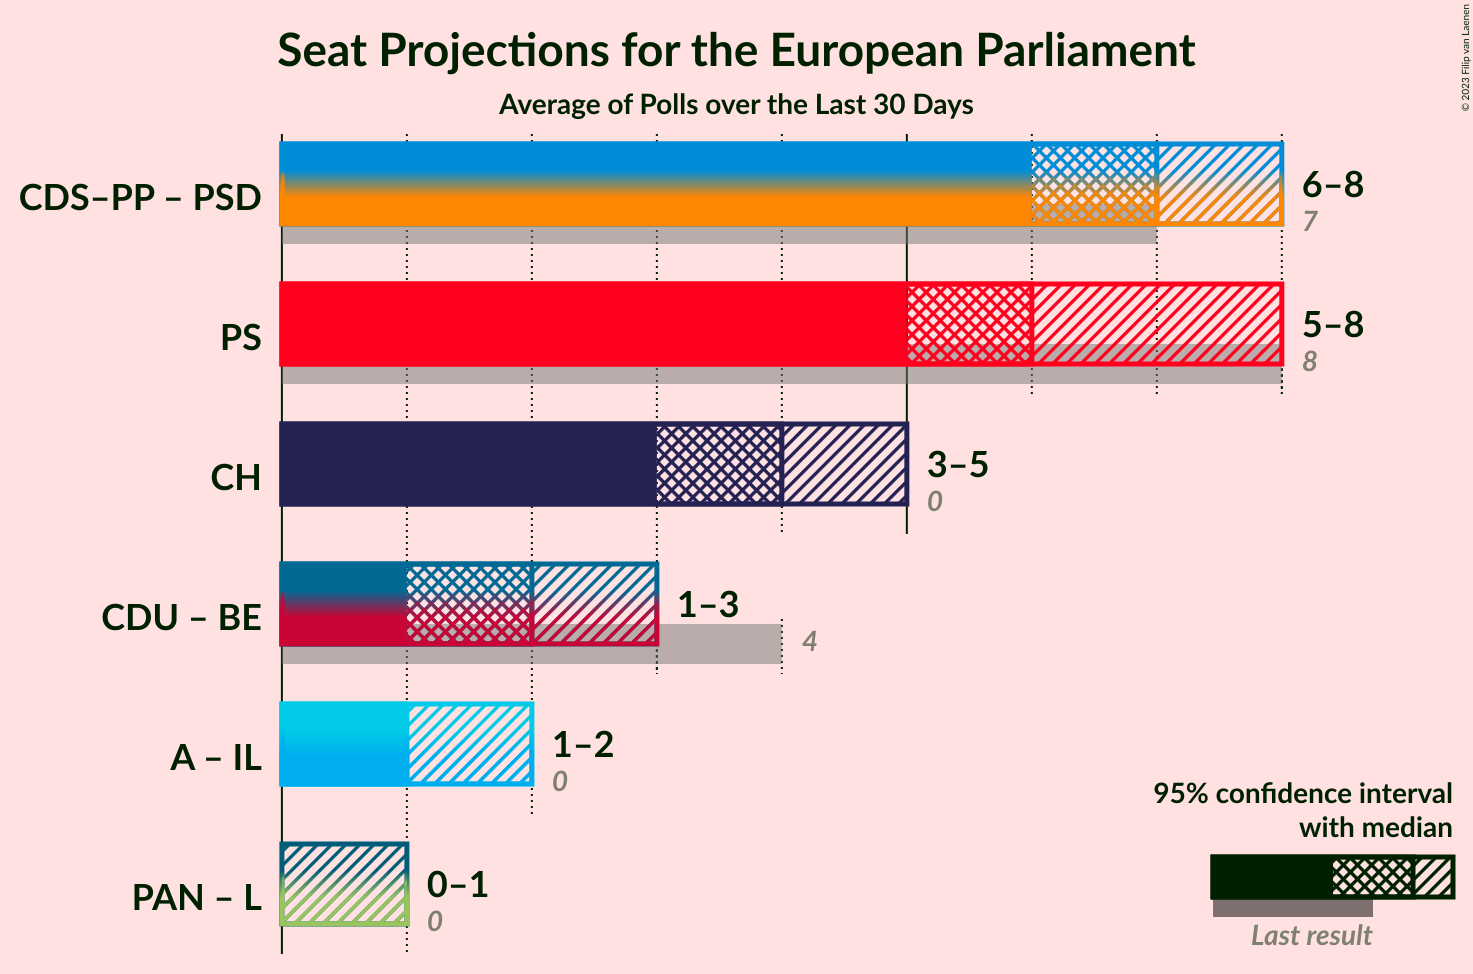 Seat Projections for the European Parliament
Average of Polls over the Last 30 Days
© 2023 Filip van Laenen
CDS–PP – PSD
6–8
7
PS
5–8
8
CH
3–5
0
CDU – BE
1–3
4
A – IL
1–2
0
PAN – L
0–1
0
95% confidence interval
with median
Last result